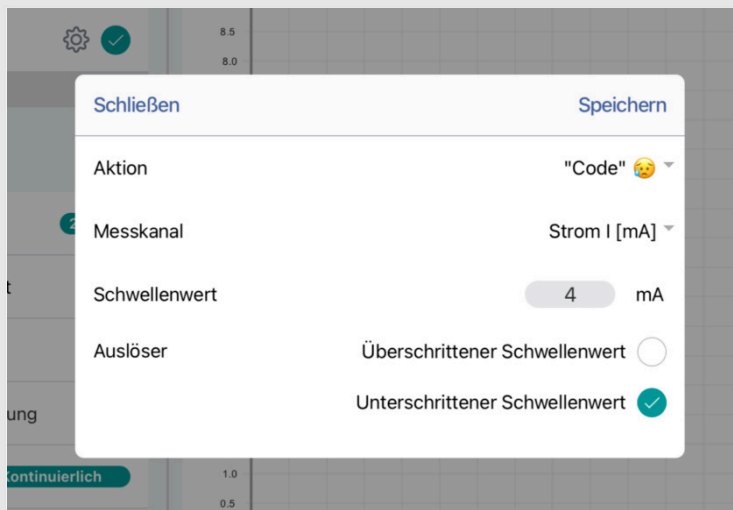 8.5
8.0
Schließen Speichern
Aktion "Code" 😥
2
Messkanal Strom I [mA]
t
Schwellenwert 4 mA
Auslöser Überschrittener Schwellenwert
Unterschrittener Schwellenwert
ung
Kontinuierlich
1.0
0.5